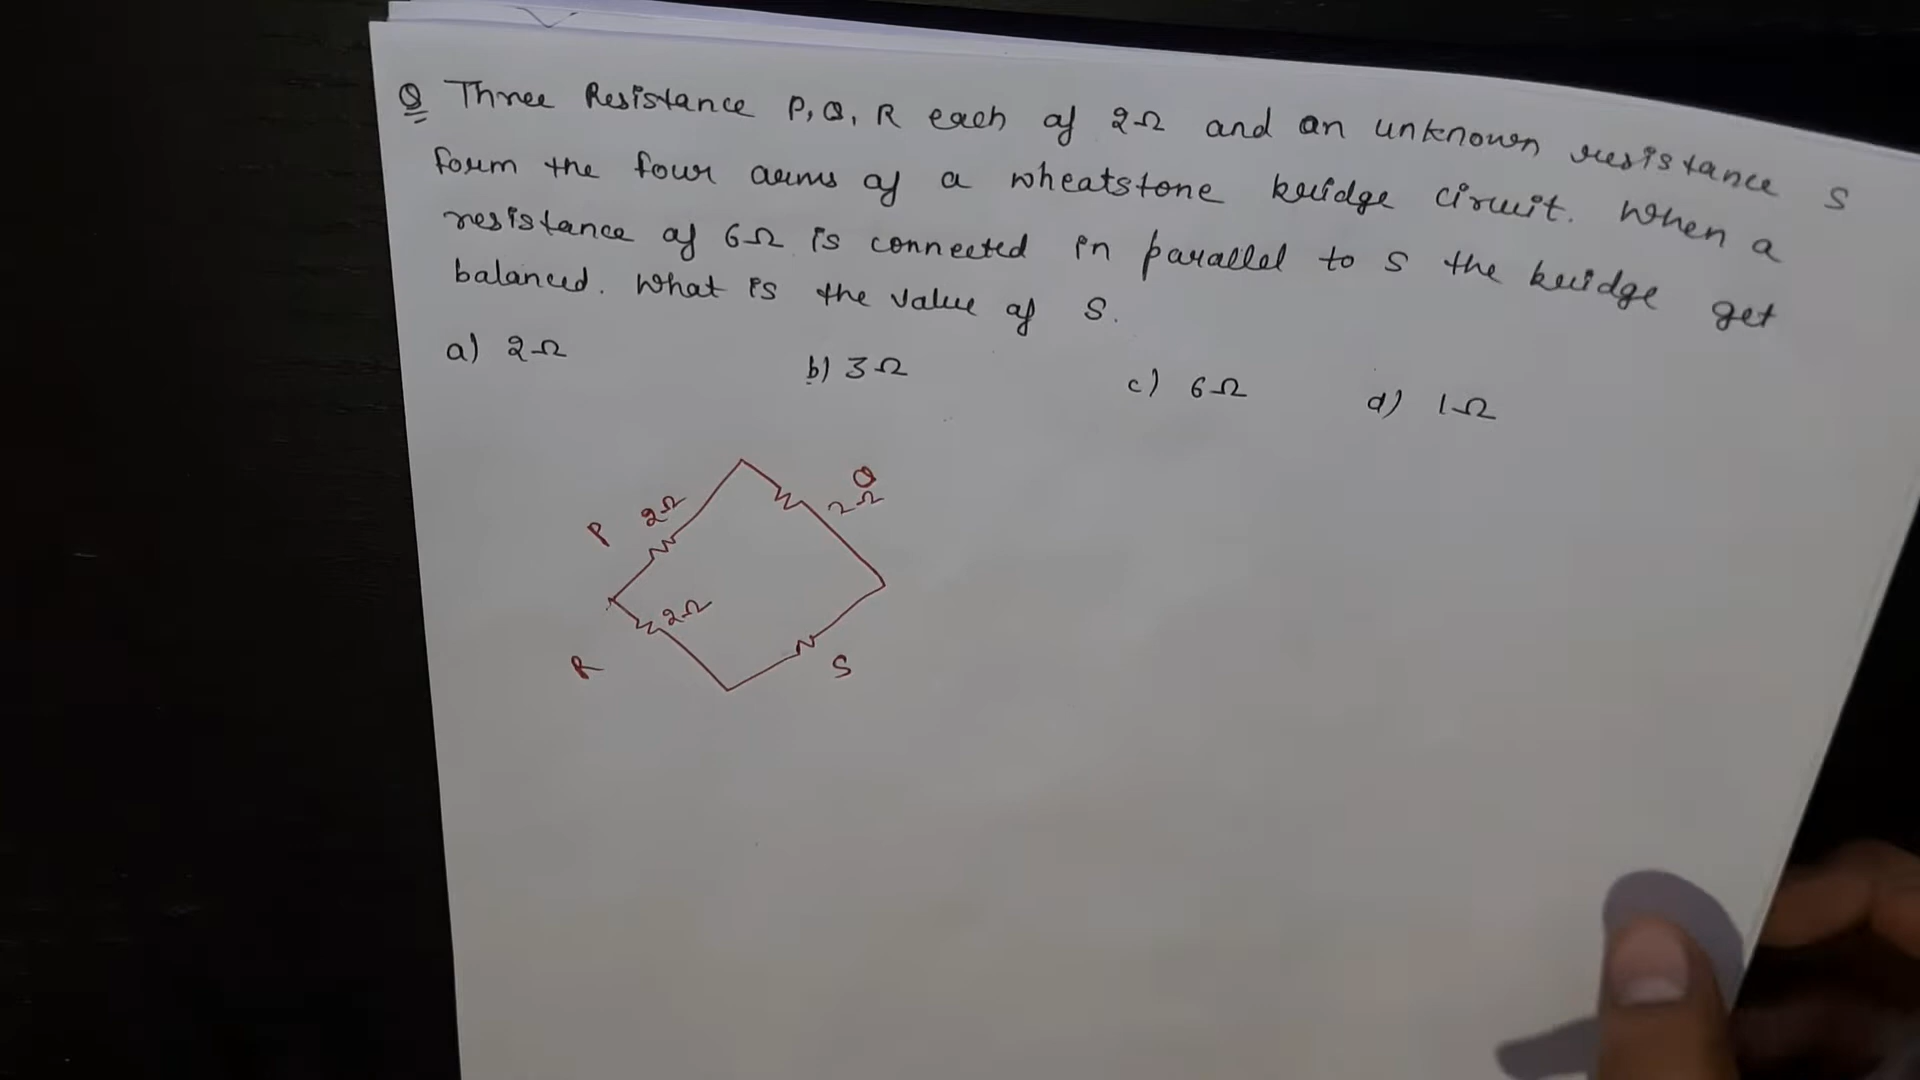 Q Three Resistance P, Q, R each of 2Ω and an unknown resistance S
form the four arms of a wheatstone bridge circuit. When a
resistance of 6Ω is connected in parallel to S the bridge get
balanced. What is the value of S.
a) 2Ω b) 3Ω c) 6Ω d) 1Ω
P 2Ω Q 2Ω
R 2Ω S